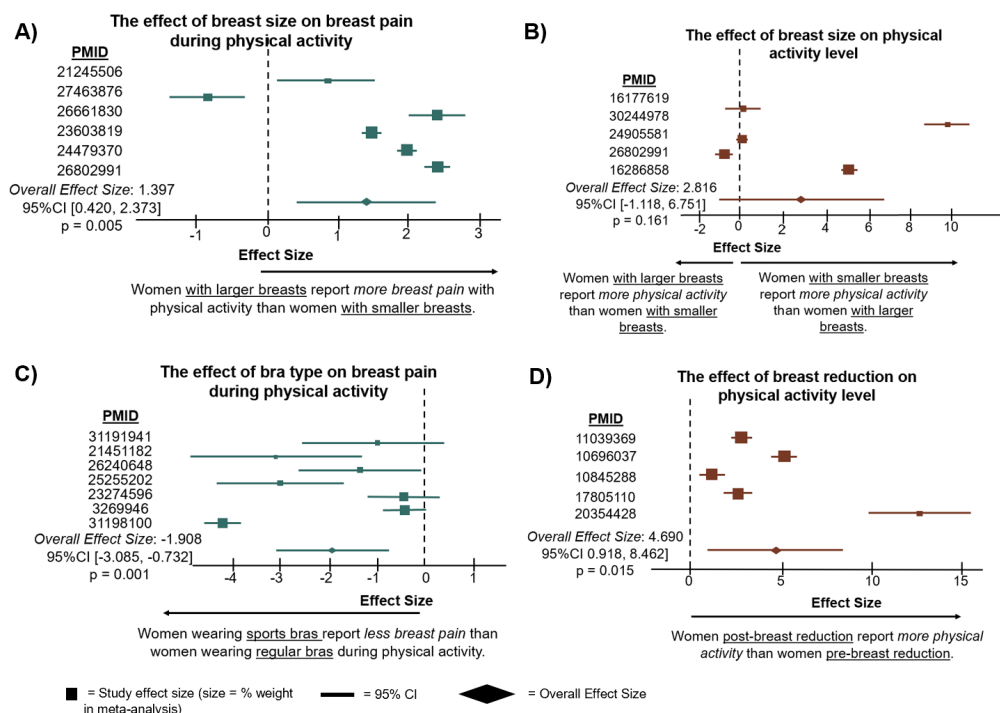 A)
The effect of breast size on breast pain
during physical activity
PMID
21245506
27463876
26661830
23603819
24479370
26802991
Overall Effect Size: 1.397
95%CI [0.420, 2.373]
p = 0.005
-1 0 1 2 3
Effect Size
Women with larger breasts report more breast pain with
physical activity than women with smaller breasts.
B)
The effect of breast size on physical
activity level
PMID
16177619
30244978
24905581
26802991
16286858
Overall Effect Size: 2.816
95%CI [-1.118, 6.751]
p = 0.161
-2 0 2 4 6 8 10
Effect Size
Women with larger breasts
report more physical activity
than women with smaller
breasts.
Women with smaller breasts
report more physical activity
than women with larger
breasts.
C)
The effect of bra type on breast pain
during physical activity
PMID
31191941
21451182
26240648
25255202
23274596
3269946
31198100
Overall Effect Size: -1.908
95%CI [-3.085, -0.732]
p = 0.001
-4 -3 -2 -1 0 1
Effect Size
Women wearing sports bras report less breast pain than
women wearing regular bras during physical activity.
D)
The effect of breast reduction on
physical activity level
PMID
11039369
10696037
10845288
17805110
20354428
Overall Effect Size: 4.690
95%CI 0.918, 8.462]
p = 0.015
0 5 10 15
Effect Size
Women post-breast reduction report more physical
activity than women pre-breast reduction.
= Study effect size (size = % weight
in meta-analysis)
= 95% CI
= Overall Effect Size